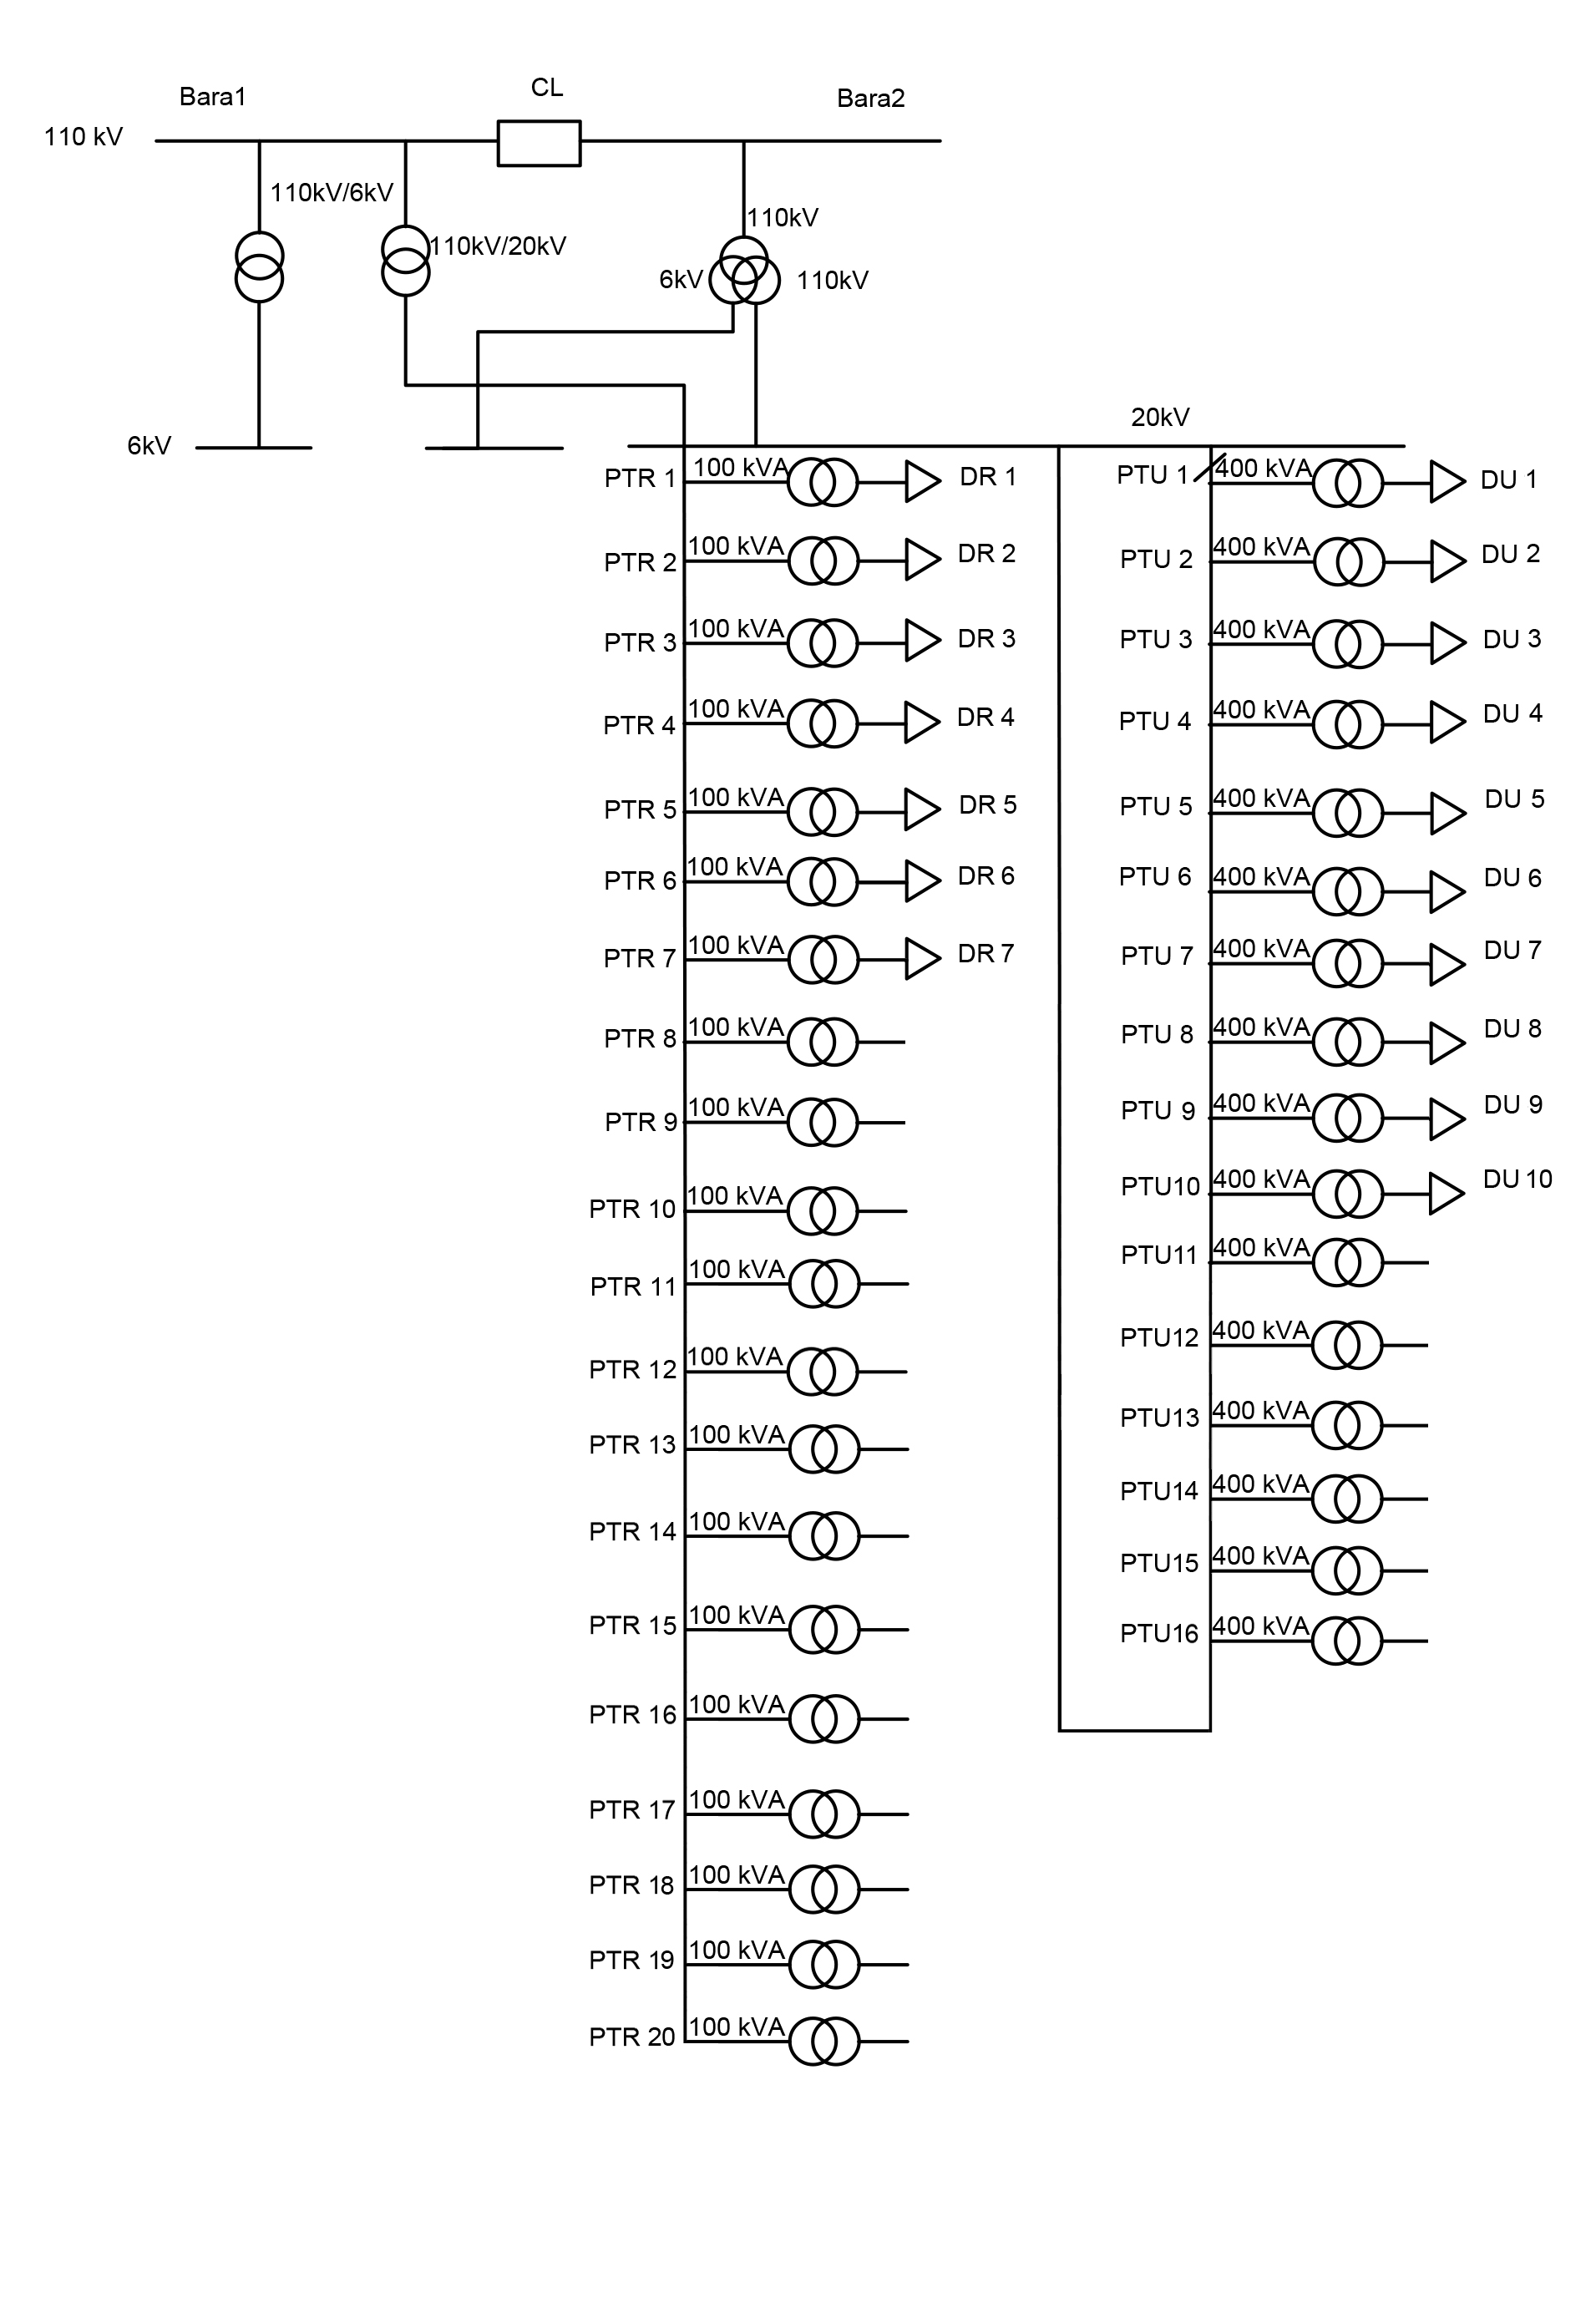 Bara1
CL
Bara2
110 kV
110kV/6kV
110kV/20kV
110kV
6kV
110kV
6kV
20kV
PTR 1 100 kVA DR 1
PTR 2 100 kVA DR 2
PTR 3 100 kVA DR 3
PTR 4 100 kVA DR 4
PTR 5 100 kVA DR 5
PTR 6 100 kVA DR 6
PTR 7 100 kVA DR 7
PTR 8 100 kVA
PTR 9 100 kVA
PTR 10 100 kVA
PTR 11 100 kVA
PTR 12 100 kVA
PTR 13 100 kVA
PTR 14 100 kVA
PTR 15 100 kVA
PTR 16 100 kVA
PTR 17 100 kVA
PTR 18 100 kVA
PTR 19 100 kVA
PTR 20 100 kVA
PTU 1 400 kVA DU 1
PTU 2 400 kVA DU 2
PTU 3 400 kVA DU 3
PTU 4 400 kVA DU 4
PTU 5 400 kVA DU 5
PTU 6 400 kVA DU 6
PTU 7 400 kVA DU 7
PTU 8 400 kVA DU 8
PTU 9 400 kVA DU 9
PTU10 400 kVA DU 10
PTU11 400 kVA
PTU12 400 kVA
PTU13 400 kVA
PTU14 400 kVA
PTU15 400 kVA
PTU16 400 kVA